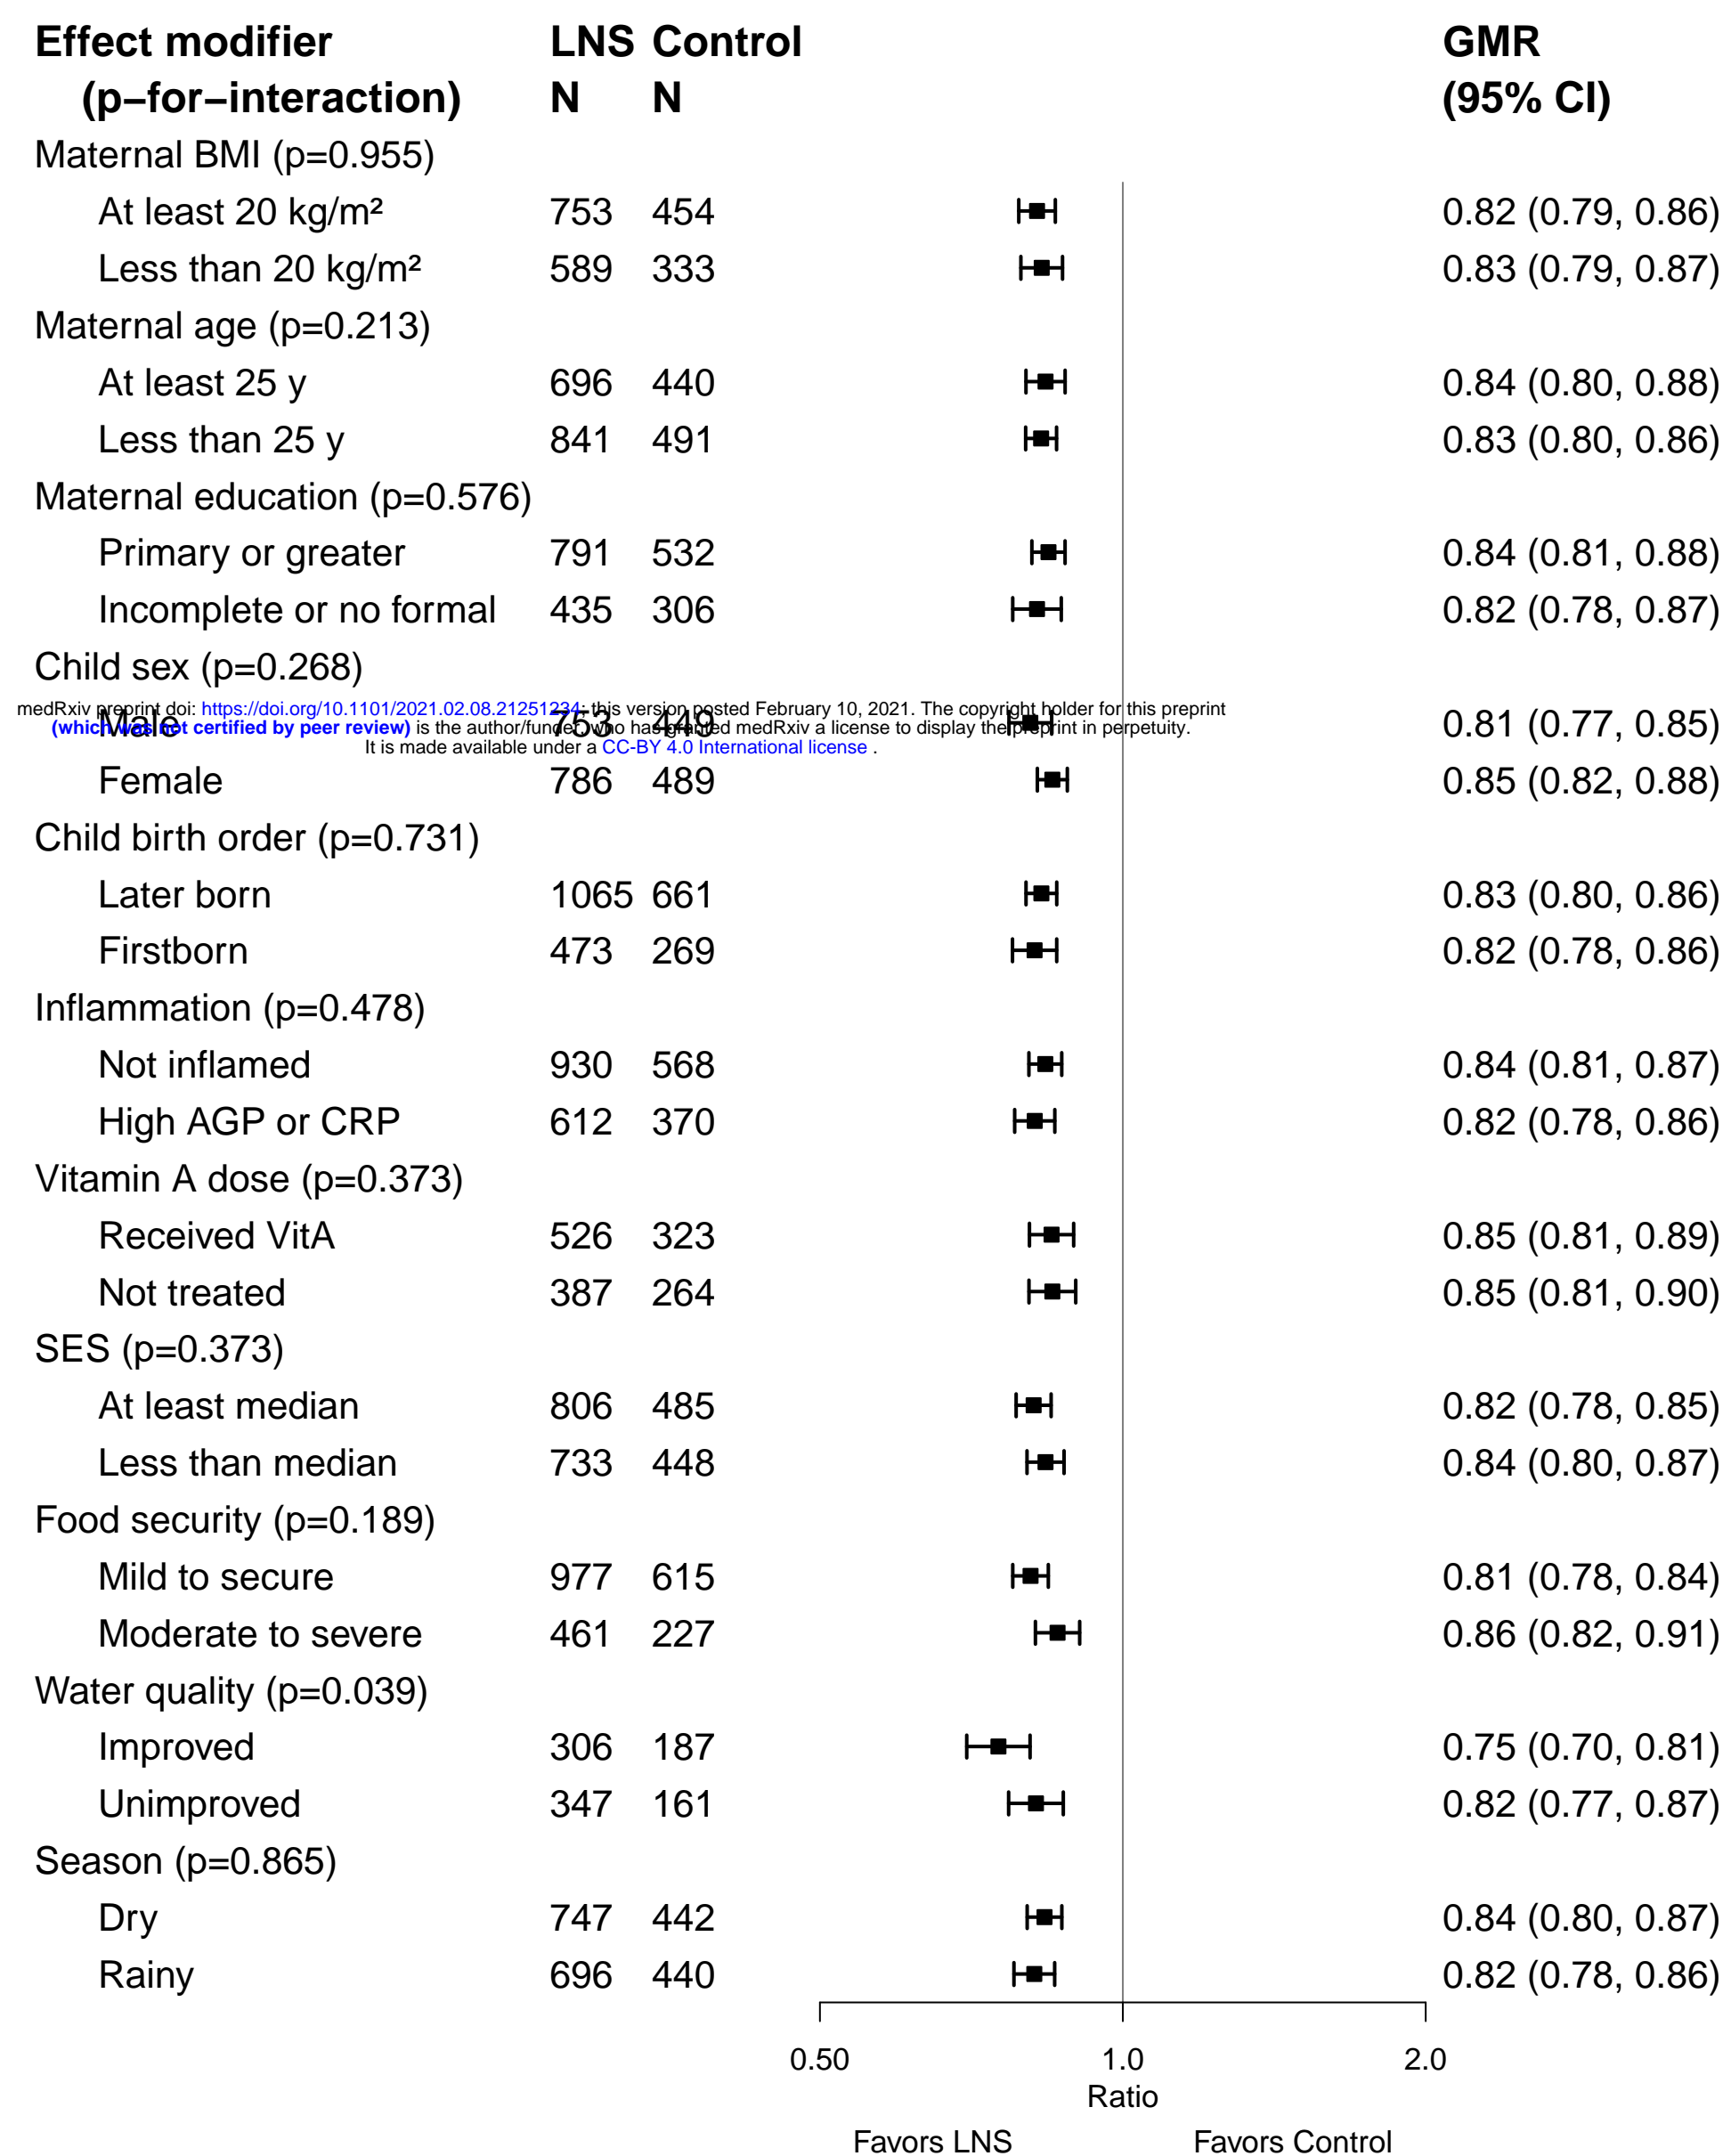 Effect modifier LNS Control GMR
(p–for–interaction) N N (95% CI)
Maternal BMI (p=0.955)
At least 20 kg/m² 753 454 0.82 (0.79, 0.86)
Less than 20 kg/m² 589 333 0.83 (0.79, 0.87)
Maternal age (p=0.213)
At least 25 y 696 440 0.84 (0.80, 0.88)
Less than 25 y 841 491 0.83 (0.80, 0.86)
Maternal education (p=0.576)
Primary or greater 791 532 0.84 (0.81, 0.88)
Incomplete or no formal 435 306 0.82 (0.78, 0.87)
Child sex (p=0.268)
medRxiv preprint doi: https://doi.org/10.1101/2021.02.08.21251234; this version posted February 10, 2021. The copyright holder for this preprint
Male 753 449 0.81 (0.77, 0.85)
(which was not certified by peer review) is the author/funder, who has granted medRxiv a license to display the preprint in perpetuity.
It is made available under a CC-BY 4.0 International license .
Female 786 489 0.85 (0.82, 0.88)
Child birth order (p=0.731)
Later born 1065 661 0.83 (0.80, 0.86)
Firstborn 473 269 0.82 (0.78, 0.86)
Inflammation (p=0.478)
Not inflamed 930 568 0.84 (0.81, 0.87)
High AGP or CRP 612 370 0.82 (0.78, 0.86)
Vitamin A dose (p=0.373)
Received VitA 526 323 0.85 (0.81, 0.89)
Not treated 387 264 0.85 (0.81, 0.90)
SES (p=0.373)
At least median 806 485 0.82 (0.78, 0.85)
Less than median 733 448 0.84 (0.80, 0.87)
Food security (p=0.189)
Mild to secure 977 615 0.81 (0.78, 0.84)
Moderate to severe 461 227 0.86 (0.82, 0.91)
Water quality (p=0.039)
Improved 306 187 0.75 (0.70, 0.81)
Unimproved 347 161 0.82 (0.77, 0.87)
Season (p=0.865)
Dry 747 442 0.84 (0.80, 0.87)
Rainy 696 440 0.82 (0.78, 0.86)
0.50 1.0 2.0
Ratio
Favors LNS Favors Control